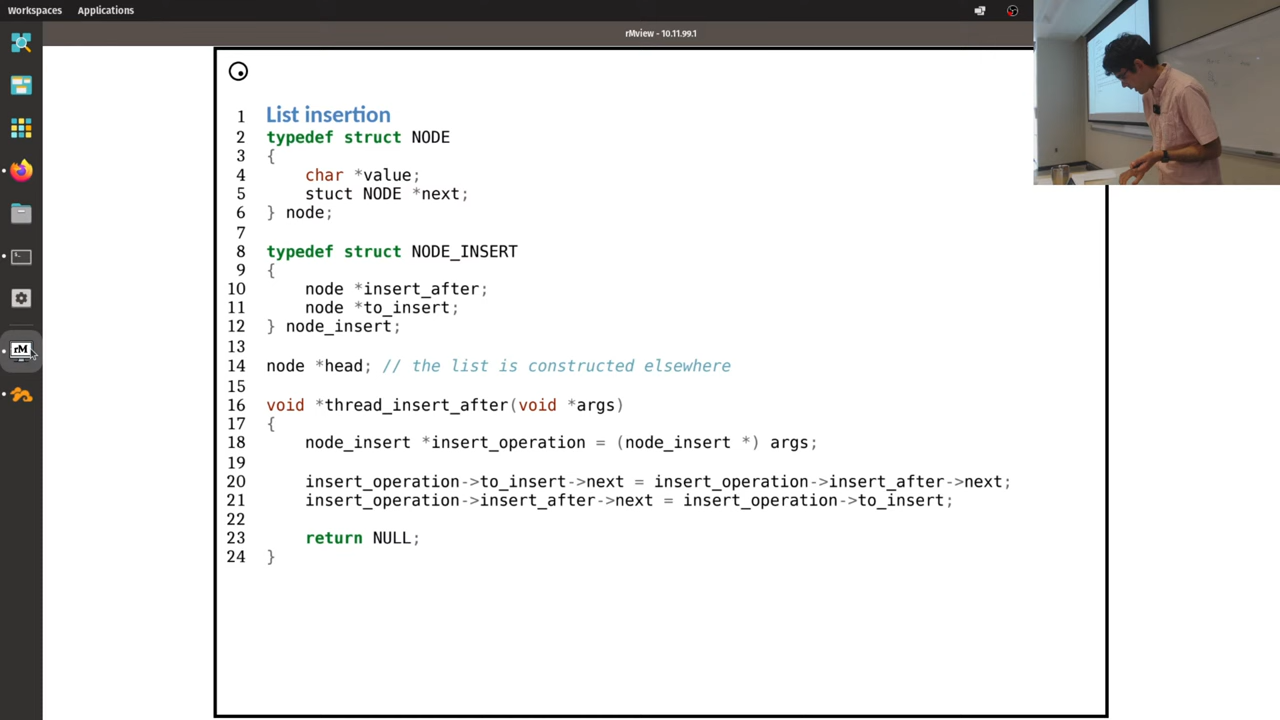 Workspaces Applications
rMview - 10.11.99.1
1 List insertion
2 typedef struct NODE
3 {
4 char *value;
5 stuct NODE *next;
6 } node;
7
8 typedef struct NODE_INSERT
9 {
10 node *insert_after;
11 node *to_insert;
12 } node_insert;
13
14 node *head; // the list is constructed elsewhere
15
16 void *thread_insert_after(void *args)
17 {
18 node_insert *insert_operation = (node_insert *) args;
19
20 insert_operation->to_insert->next = insert_operation->insert_after->next;
21 insert_operation->insert_after->next = insert_operation->to_insert;
22
23 return NULL;
24 }
rM